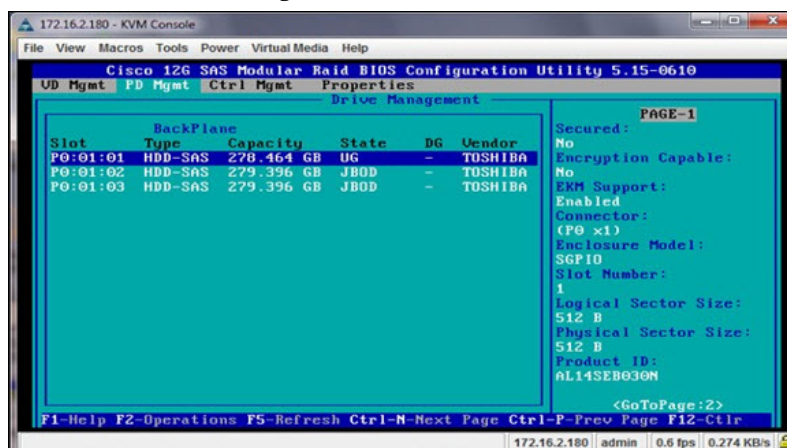 172.16.2.180 - KVM Console
File View Macros Tools Power Virtual Media Help
Cisco 12G SAS Modular Raid BIOS Configuration Utility 5.15-0610
VD Mgmt PD Mgmt Ctrl Mgmt Properties
Drive Management
BackPlane
Slot Type Capacity State DG Vendor
P0:01:01 HDD-SAS 278.464 GB UG - TOSHIBA
P0:01:02 HDD-SAS 279.396 GB JBOD - TOSHIBA
P0:01:03 HDD-SAS 279.396 GB JBOD - TOSHIBA
PAGE-1
Secured:
No
Encryption Capable:
No
EKM Support:
Enabled
Connector:
(P0 x1)
Enclosure Model:
SGPIO
Slot Number:
1
Logical Sector Size:
512 B
Physical Sector Size:
512 B
Product ID:
AL14SEB030N
<GoToPage:2>
F1-Help F2-Operations F5-Refresh Ctrl-N-Next Page Ctrl-P-Prev Page F12-Ctlr
172.16.2.180 admin 0.6 fps 0.274 KB/s